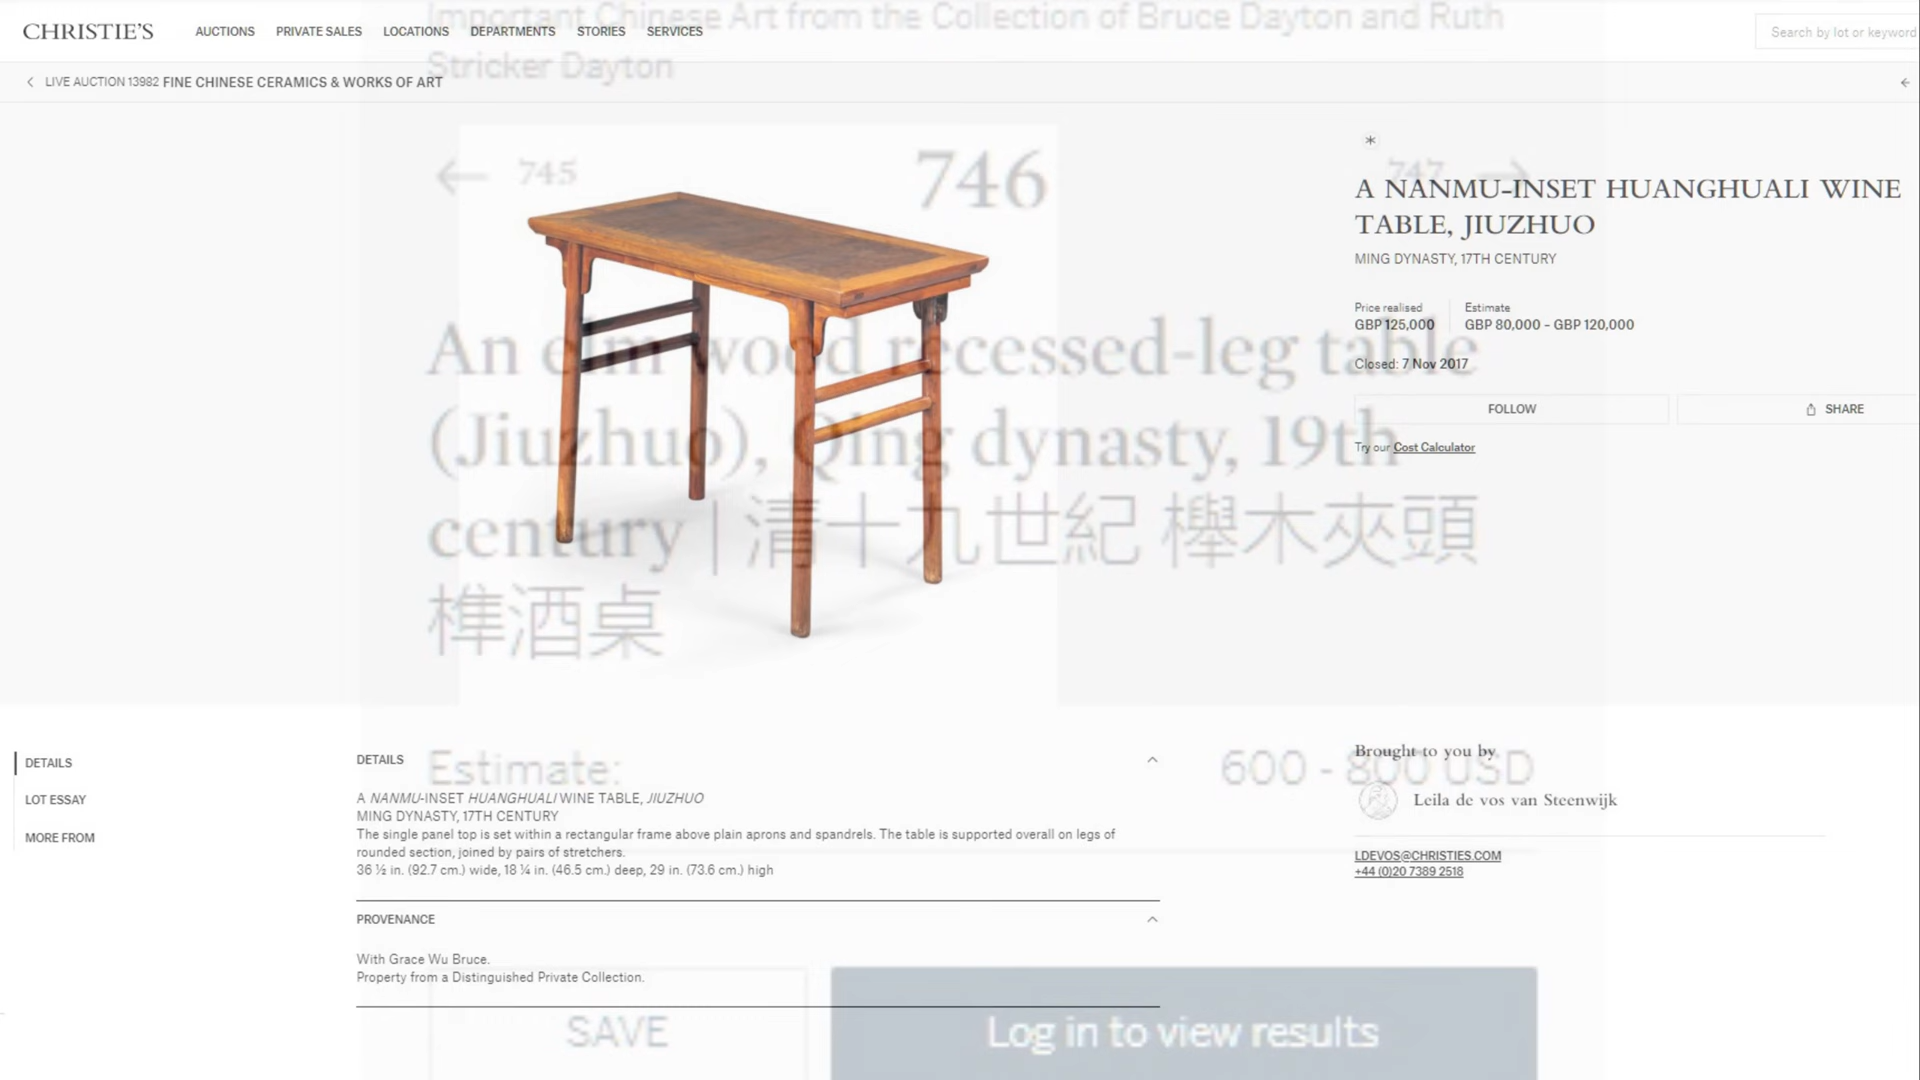 Important Chinese Art from the Collection of Bruce Dayton and Ruth
Stricker Dayton
CHRISTIE'S
AUCTIONS PRIVATE SALES LOCATIONS DEPARTMENTS STORIES SERVICES
Search by lot or keyword
LIVE AUCTION 13982 FINE CHINESE CERAMICS & WORKS OF ART
745
746
747
An elm wood recessed-leg table
(Jiuzhuo), Qing dynasty, 19th
century | 清十九世紀 櫸木夾頭
榫酒桌
Estimate:
600 - 800 USD
SAVE
Log in to view results
A NANMU-INSET HUANGHUALI WINE
TABLE, JIUZHUO
MING DYNASTY, 17TH CENTURY
Price realised
GBP 125,000
Estimate
GBP 80,000 - GBP 120,000
Closed: 7 Nov 2017
FOLLOW
SHARE
Try our Cost Calculator
DETAILS
LOT ESSAY
MORE FROM
DETAILS
A NANMU-INSET HUANGHUALI WINE TABLE, JIUZHUO
MING DYNASTY, 17TH CENTURY
The single panel top is set within a rectangular frame above plain aprons and spandrels. The table is supported overall on legs of
rounded section, joined by pairs of stretchers.
36 ½ in. (92.7 cm.) wide, 18 ¼ in. (46.5 cm.) deep, 29 in. (73.6 cm.) high
PROVENANCE
With Grace Wu Bruce.
Property from a Distinguished Private Collection.
Brought to you by
Leila de vos van Steenwijk
LDEVOS@CHRISTIES.COM
+44 (0)20 7389 2518